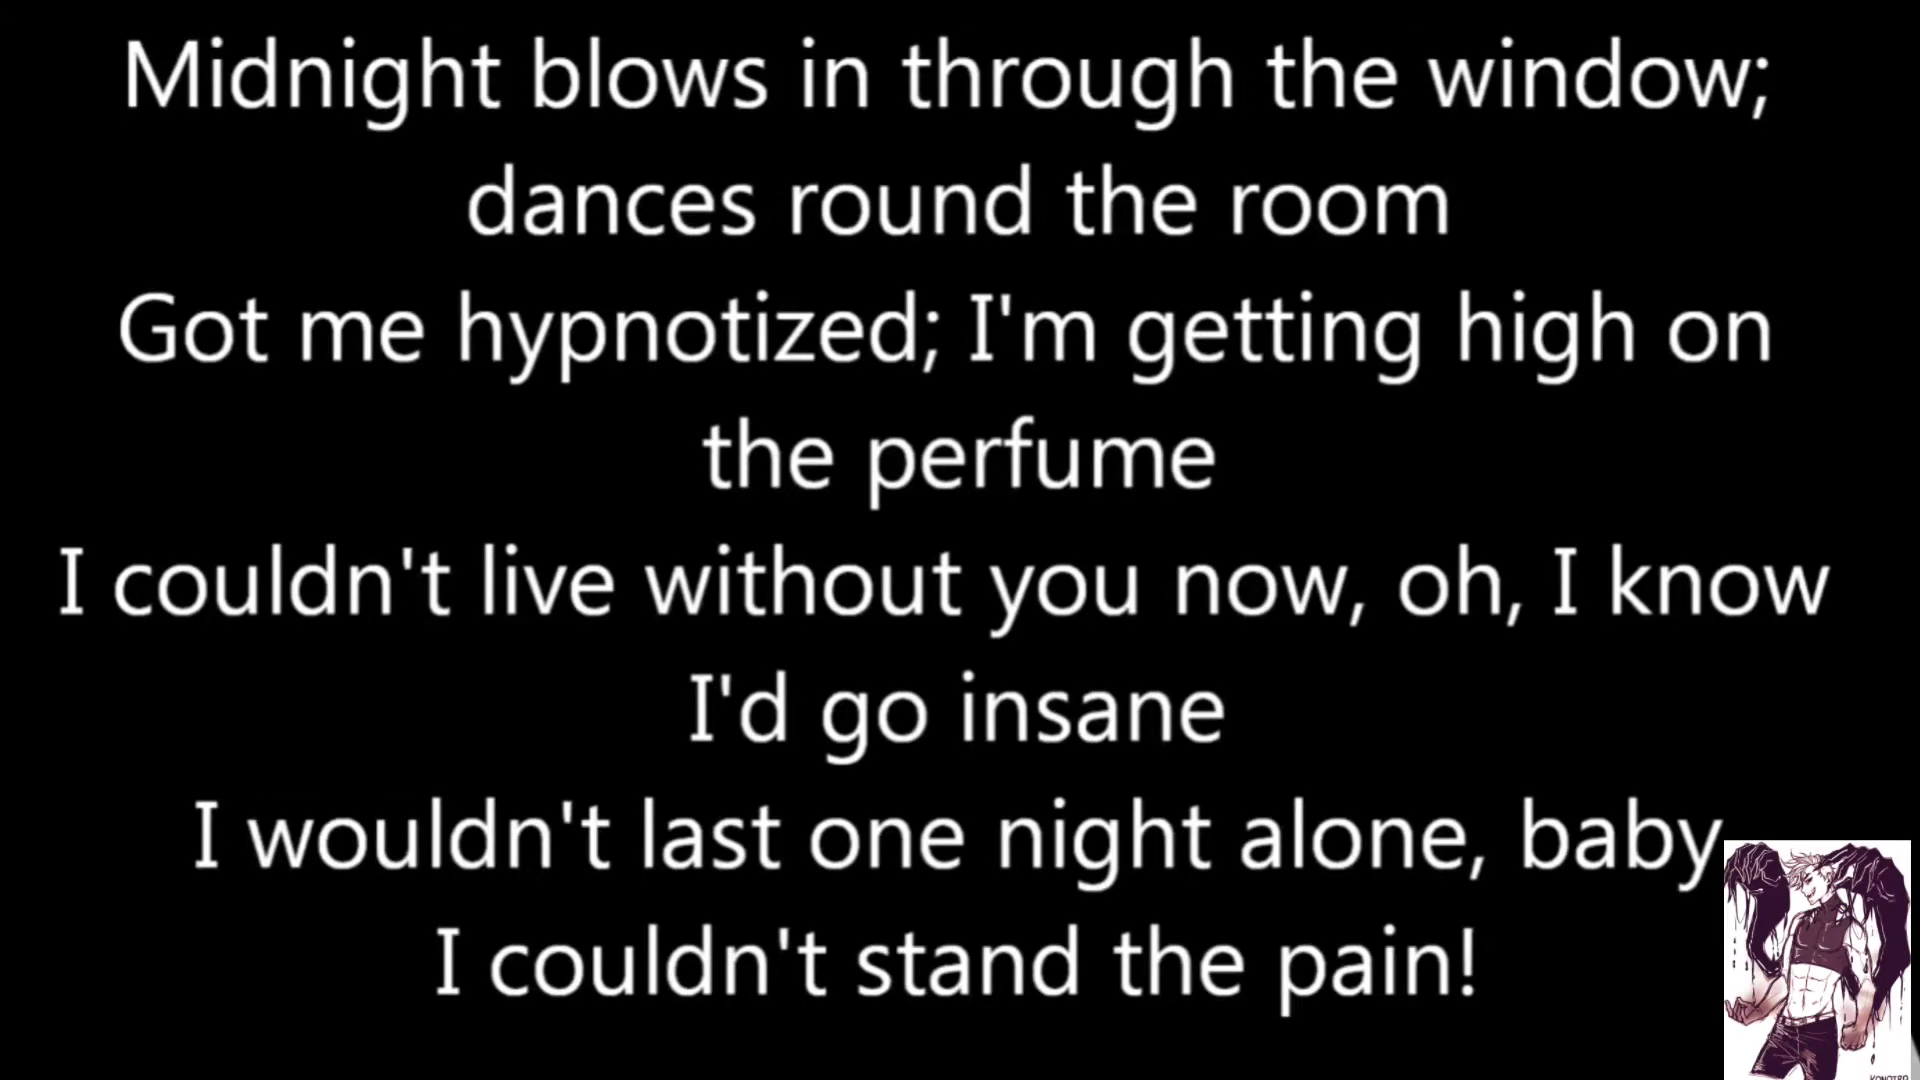 Midnight blows in through the window;
dances round the room
Got me hypnotized; I'm getting high on
the perfume
I couldn't live without you now, oh, I know
I'd go insane
I wouldn't last one night alone, baby
I couldn't stand the pain!